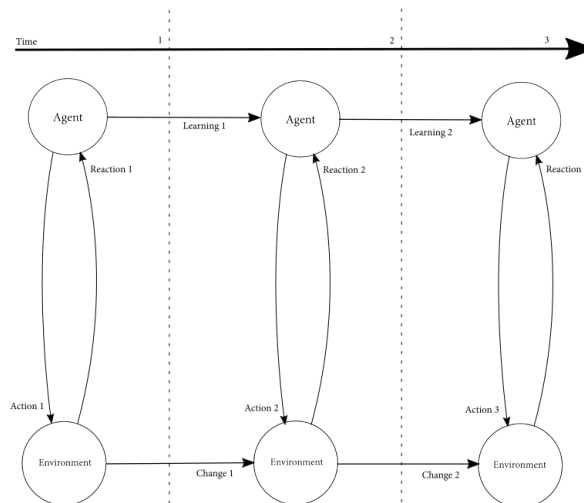 Time 1 2 3
Agent Agent Agent
Learning 1 Learning 2
Reaction 1 Reaction 2 Reaction
Action 1 Action 2 Action 3
Environment Environment Environment
Change 1 Change 2